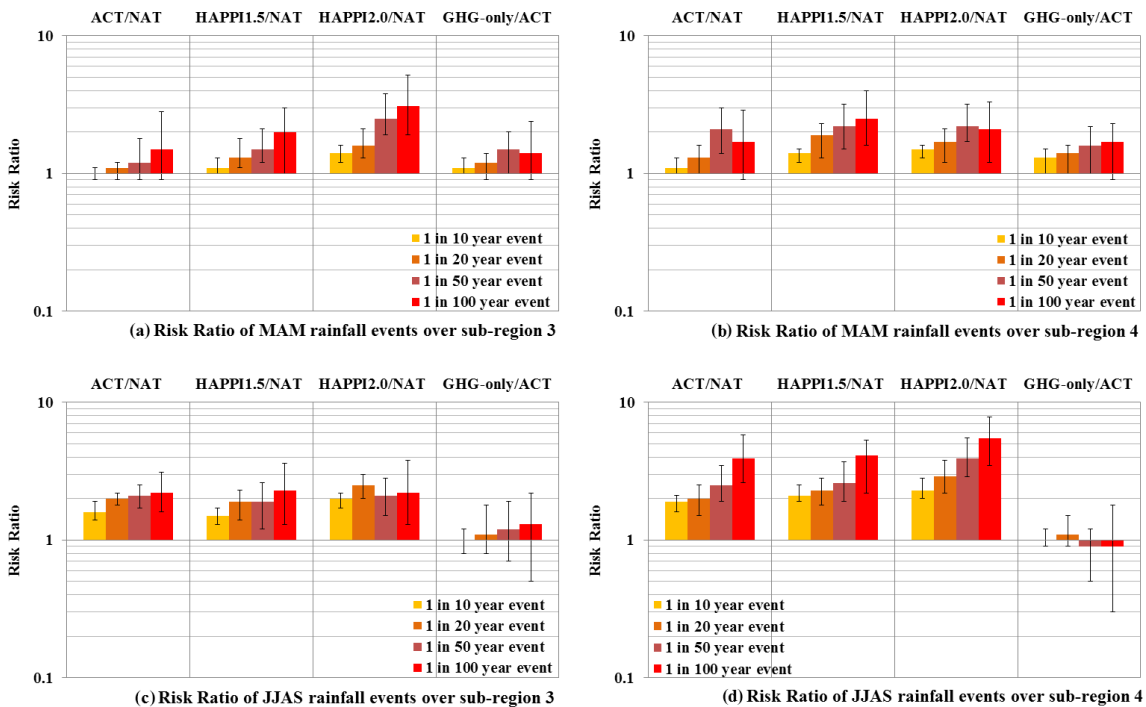 ACT/NAT HAPPI1.5/NAT HAPPI2.0/NAT GHG-only/ACT
10
1
0.1
Risk Ratio
1 in 10 year event
1 in 20 year event
1 in 50 year event
1 in 100 year event
(a) Risk Ratio of MAM rainfall events over sub-region 3
ACT/NAT HAPPI1.5/NAT HAPPI2.0/NAT GHG-only/ACT
10
1
0.1
Risk Ratio
1 in 10 year event
1 in 20 year event
1 in 50 year event
1 in 100 year event
(b) Risk Ratio of MAM rainfall events over sub-region 4
ACT/NAT HAPPI1.5/NAT HAPPI2.0/NAT GHG-only/ACT
10
1
0.1
Risk Ratio
1 in 10 year event
1 in 20 year event
1 in 50 year event
1 in 100 year event
(c) Risk Ratio of JJAS rainfall events over sub-region 3
ACT/NAT HAPPI1.5/NAT HAPPI2.0/NAT GHG-only/ACT
10
1
0.1
Risk Ratio
1 in 10 year event
1 in 20 year event
1 in 50 year event
1 in 100 year event
(d) Risk Ratio of JJAS rainfall events over sub-region 4